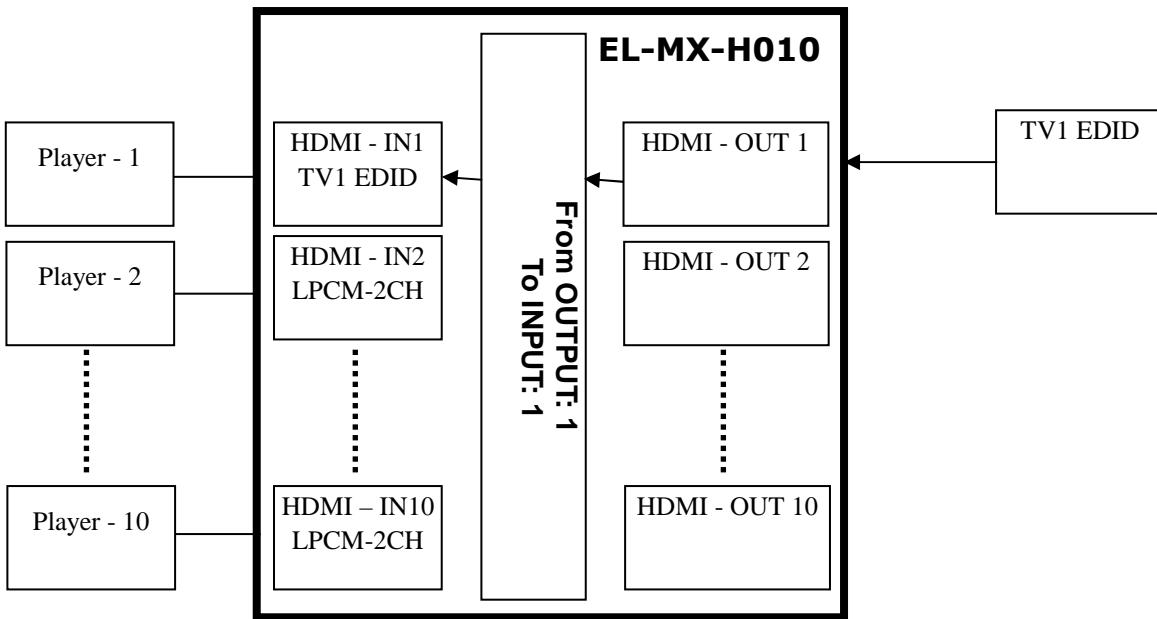 EL-MX-H010
Player - 1
HDMI - IN1
TV1 EDID
HDMI - OUT 1
TV1 EDID
Player - 2
HDMI - IN2
LPCM-2CH
HDMI - OUT 2
From OUTPUT: 1
To INPUT: 1
Player - 10
HDMI – IN10
LPCM-2CH
HDMI - OUT 10